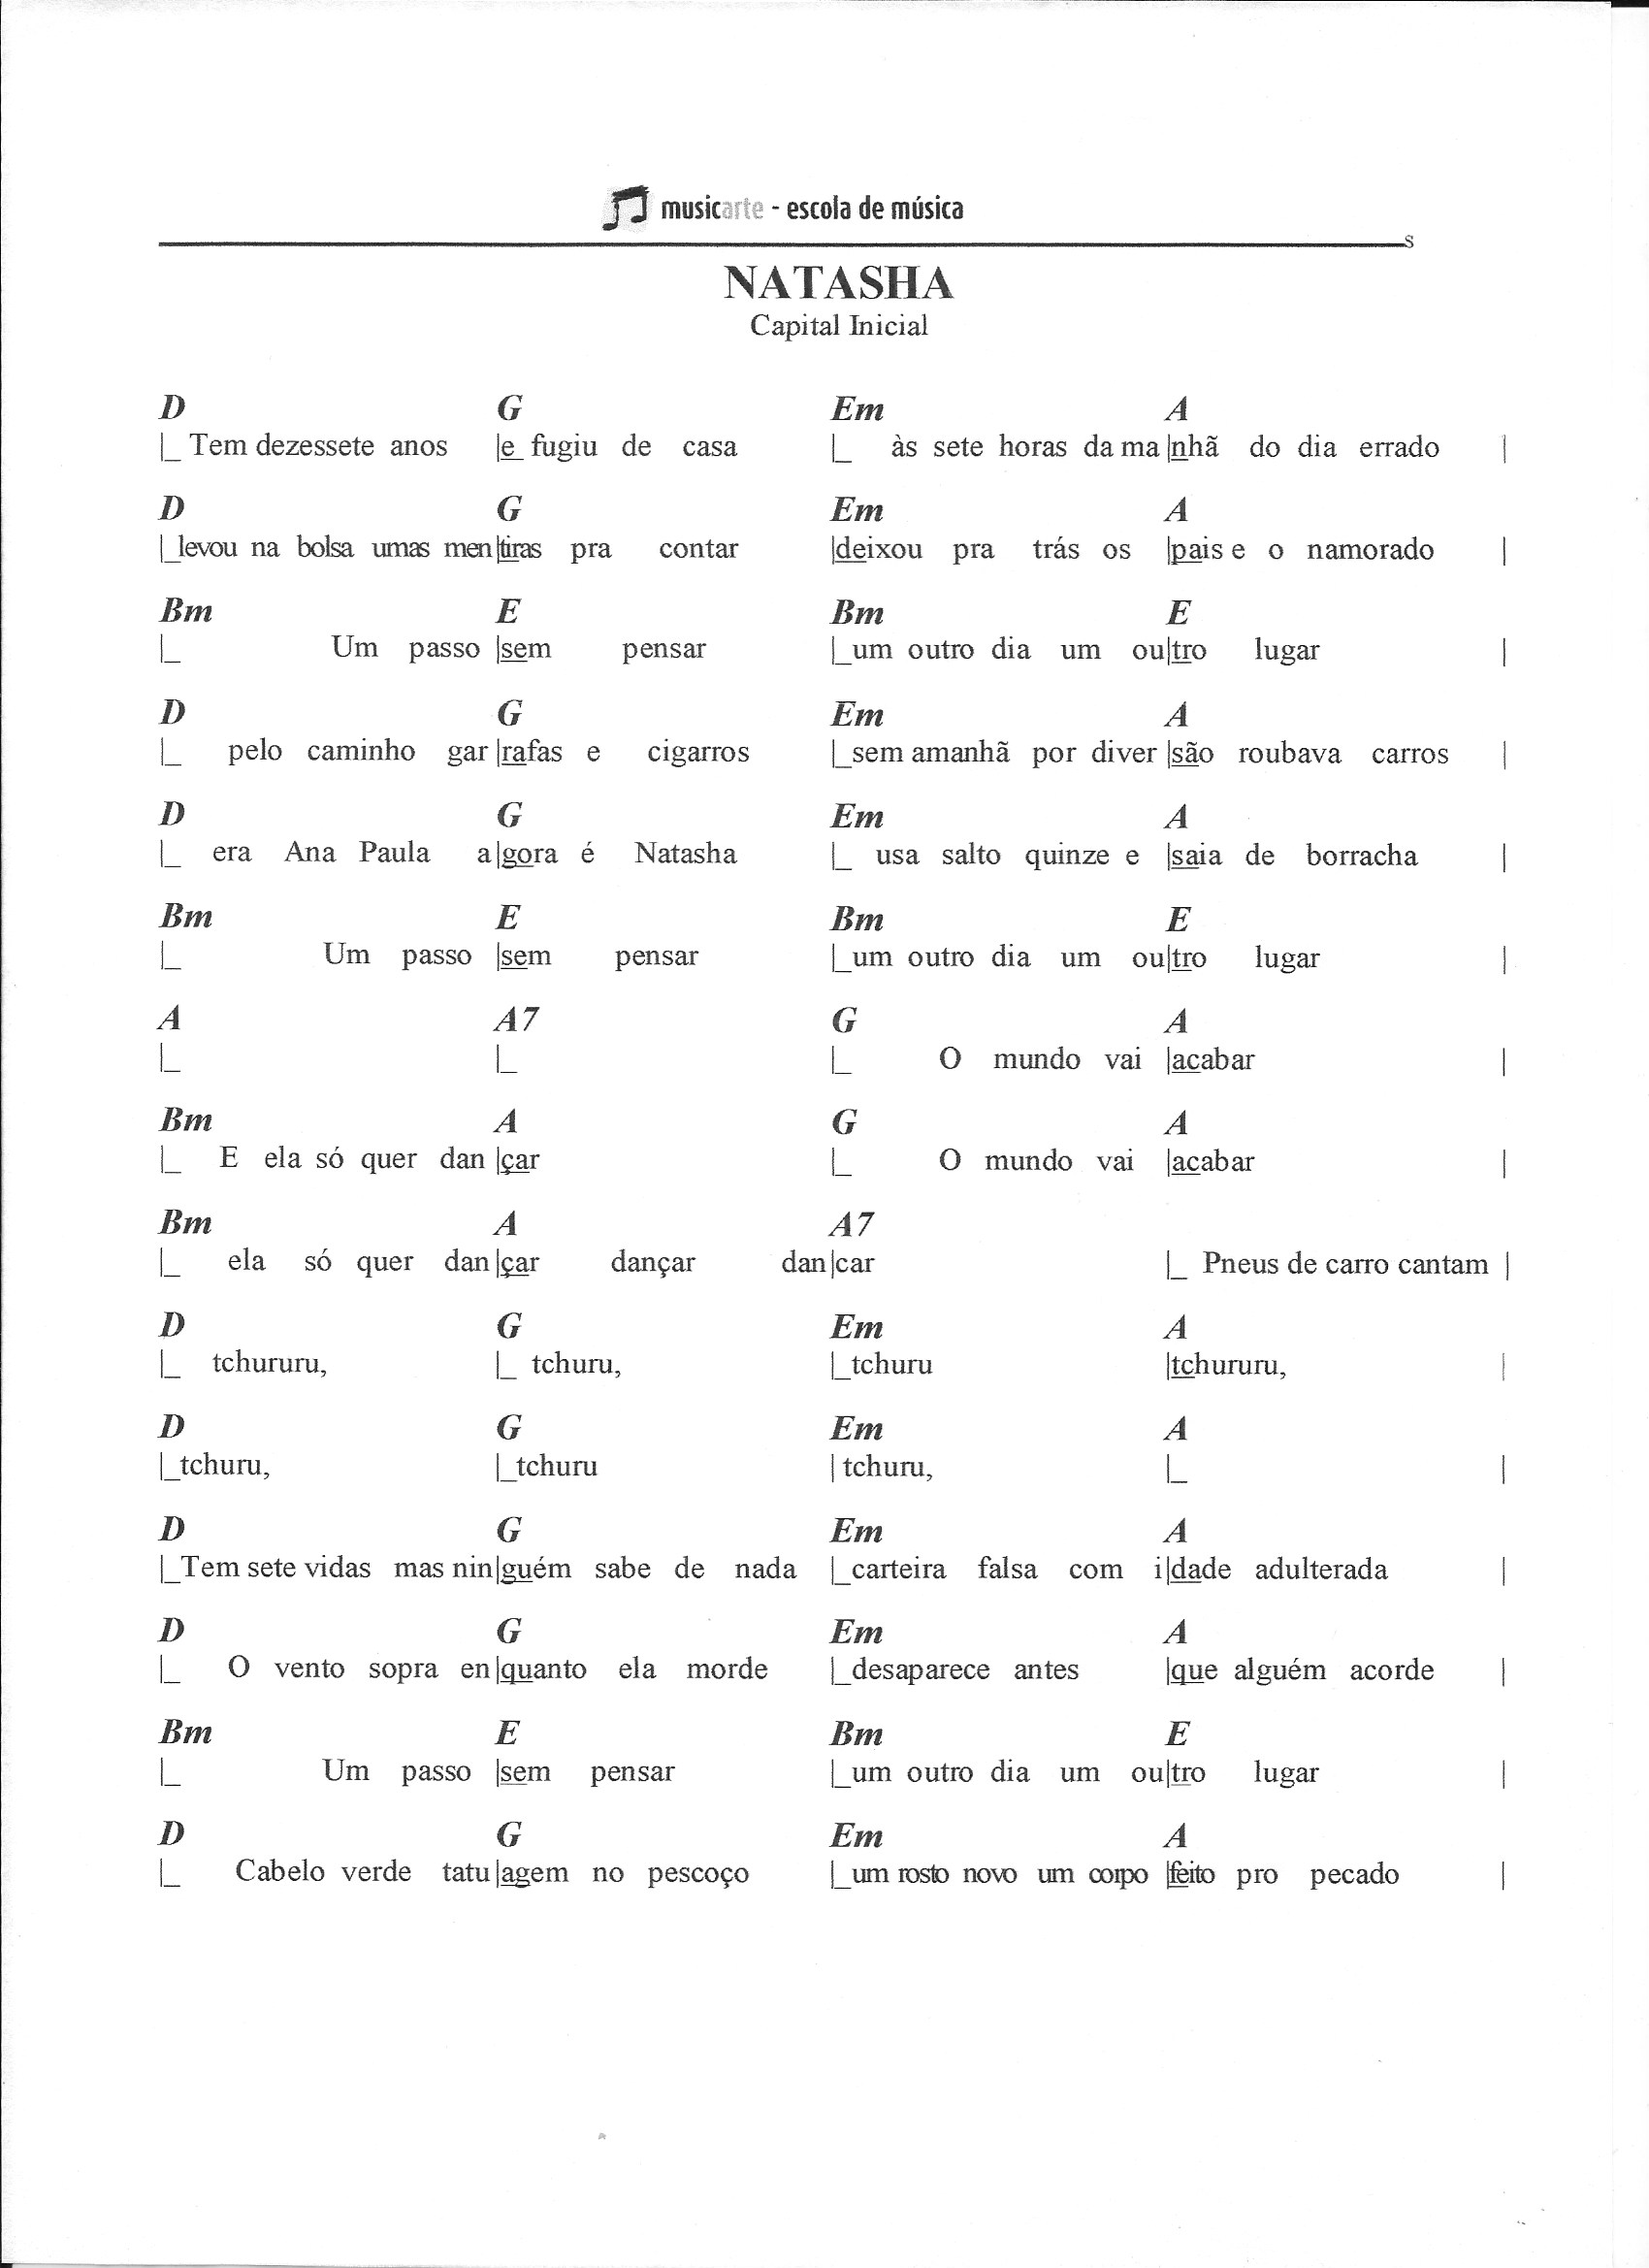 musicarte - escola de música
s
NATASHA
Capital Inicial
D G Em A
|_ Tem dezessete anos |e_ fugiu de casa |_ às sete horas da ma |nhã do dia errado |
D G Em A
|_levou na bolsa umas men|tiras pra contar |deixou pra trás os |pais e o namorado |
Bm E Bm E
|_ Um passo |sem pensar |_um outro dia um ou|tro lugar |
D G Em A
|_ pelo caminho gar |rafas e cigarros |_sem amanhã por diver |são roubava carros |
D G Em A
|_ era Ana Paula a|gora é Natasha |_ usa salto quinze e |saia de borracha |
Bm E Bm E
|_ Um passo |sem pensar |_um outro dia um ou|tro lugar |
A A7 G A
|_ |_ |_ O mundo vai |acabar |
Bm A G A
|_ E ela só quer dan |çar |_ O mundo vai |acabar |
Bm A A7
|_ ela só quer dan |çar dançar dan|car |_ Pneus de carro cantam |
D G Em A
|_ tchururu, |_ tchuru, |_tchuru |tchururu, |
D G Em A
|_tchuru, |_tchuru | tchuru, |_ |
D G Em A
|_Tem sete vidas mas nin|guém sabe de nada |_carteira falsa com i|dade adulterada |
D G Em A
|_ O vento sopra en|quanto ela morde |_desaparece antes |que alguém acorde |
Bm E Bm E
|_ Um passo |sem pensar |_um outro dia um ou|tro lugar |
D G Em A
|_ Cabelo verde tatu|agem no pescoço |_um rosto novo um corpo |feito pro pecado |